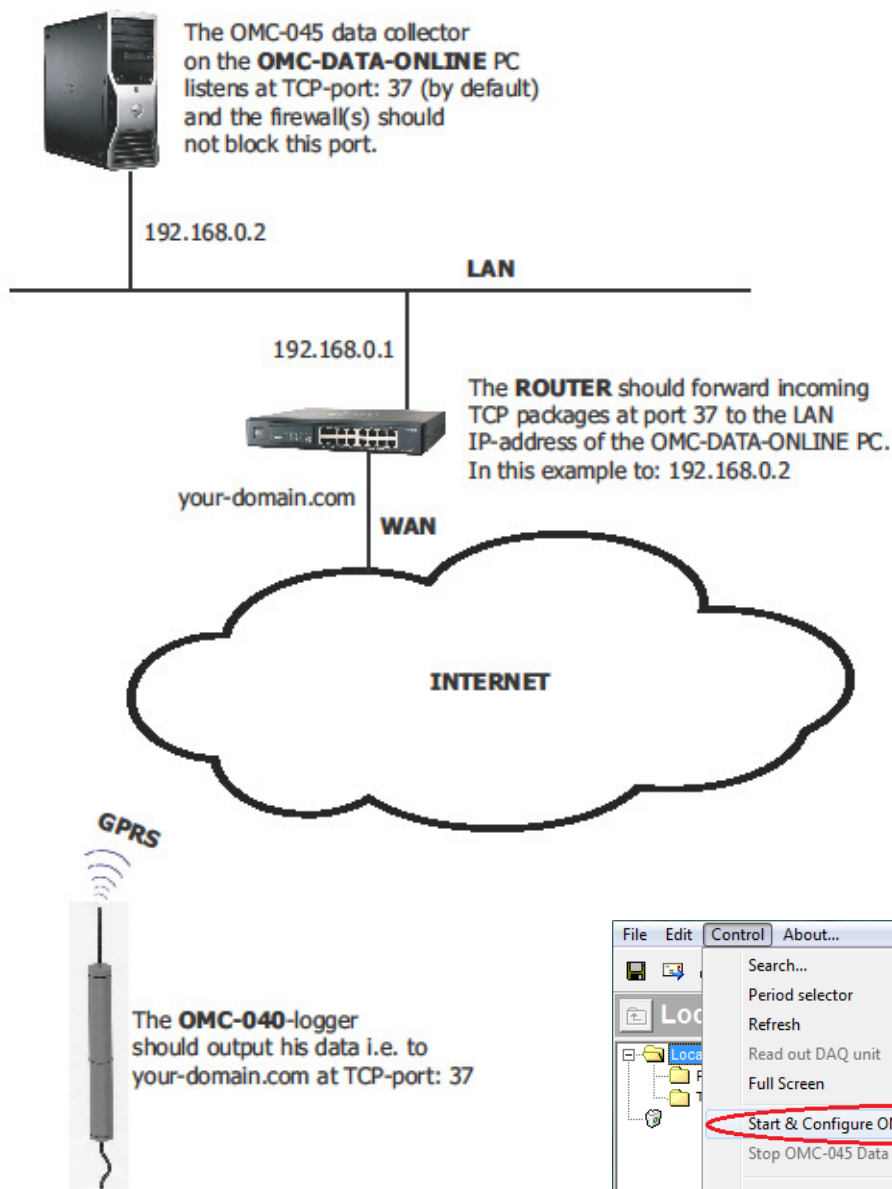 The OMC-045 data collector
on the OMC-DATA-ONLINE PC
listens at TCP-port: 37 (by default)
and the firewall(s) should
not block this port.
192.168.0.2
LAN
192.168.0.1
The ROUTER should forward incoming
TCP packages at port 37 to the LAN
IP-address of the OMC-DATA-ONLINE PC.
In this example to: 192.168.0.2
your-domain.com
WAN
INTERNET
GPRS
The OMC-040-logger
should output his data i.e. to
your-domain.com at TCP-port: 37
File Edit Control About...
Search...
Period selector
Refresh
Read out DAQ unit
Full Screen
Start & Configure
Stop OMC-045 Data